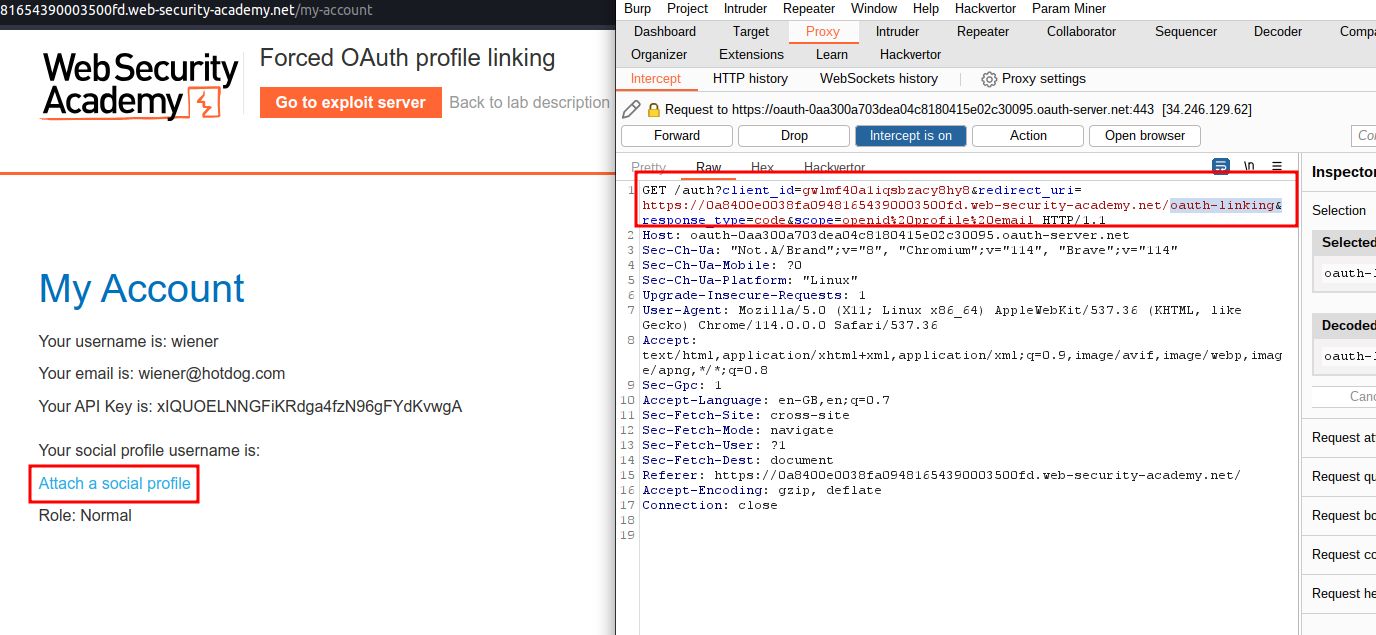 81654390003500fd.web-security-academy.net/my-account
Web Security
Academy
Forced OAuth profile linking
Go to exploit server
Back to lab description
My Account
Your username is: wiener
Your email is: wiener@hotdog.com
Your API Key is: xIQUOELNNGFiKRdga4fzN96gFYdKvwgA
Your social profile username is:
Attach a social profile
Role: Normal
Burp Project Intruder Repeater Window Help Hackvertor Param Miner
Dashboard Target Proxy Intruder Repeater Collaborator Sequencer Decoder Compa
Organizer Extensions Learn Hackvertor
Intercept HTTP history WebSockets history Proxy settings
Request to https://oauth-0aa300a703dea04c8180415e02c30095.oauth-server.net:443 [34.246.129.62]
Forward Drop Intercept is on Action Open browser Co
Pretty Raw Hex Hackvertor \n
1 GET /auth?client_id=gwlmf40aliqsbzacy8hy8&redirect_uri=
https://0a8400e0038fa09481654390003500fd.web-security-academy.net/oauth-linking&
response_type=code&scope=openid%20profile%20email HTTP/1.1
2 Host: oauth-0aa300a703dea04c8180415e02c30095.oauth-server.net
3 Sec-Ch-Ua: "Not.A/Brand";v="8", "Chromium";v="114", "Brave";v="114"
4 Sec-Ch-Ua-Mobile: ?0
5 Sec-Ch-Ua-Platform: "Linux"
6 Upgrade-Insecure-Requests: 1
7 User-Agent: Mozilla/5.0 (X11; Linux x86_64) AppleWebKit/537.36 (KHTML, like
Gecko) Chrome/114.0.0.0 Safari/537.36
8 Accept:
text/html,application/xhtml+xml,application/xml;q=0.9,image/avif,image/webp,imag
e/apng,*/*;q=0.8
9 Sec-Gpc: 1
10 Accept-Language: en-GB,en;q=0.7
11 Sec-Fetch-Site: cross-site
12 Sec-Fetch-Mode: navigate
13 Sec-Fetch-User: ?1
14 Sec-Fetch-Dest: document
15 Referer: https://0a8400e0038fa09481654390003500fd.web-security-academy.net/
16 Accept-Encoding: gzip, deflate
17 Connection: close
18
19
Inspector
Selection
Selected
oauth-l
Decoded
oauth-l
Canc
Request att
Request qu
Request bo
Request co
Request he